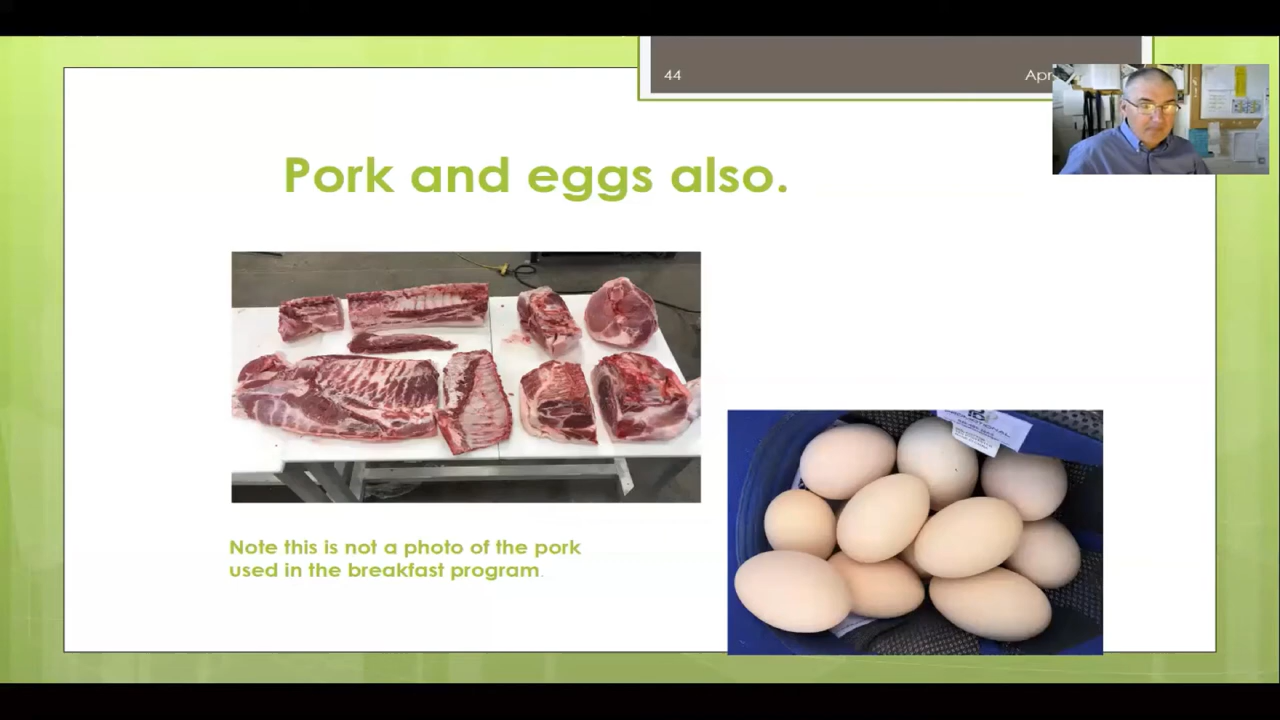 44
Pork and eggs also.
Note this is not a photo of the pork
used in the breakfast program.